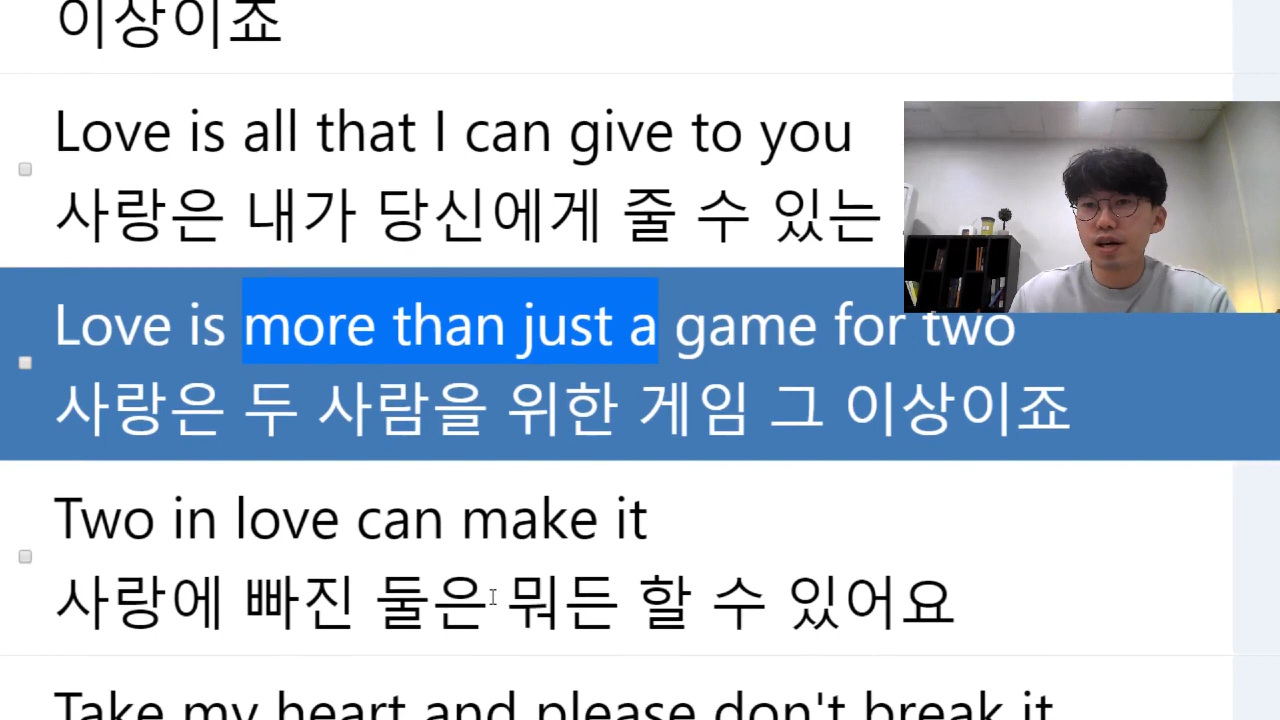 이상이죠
Love is all that I can give to you
사랑은 내가 당신에게 줄 수 있는
Love is more than just a game for two
사랑은 두 사람을 위한 게임 그 이상이죠
Two in love can make it
사랑에 빠진 둘은 뭐든 할 수 있어요
Take my heart and please don't break it